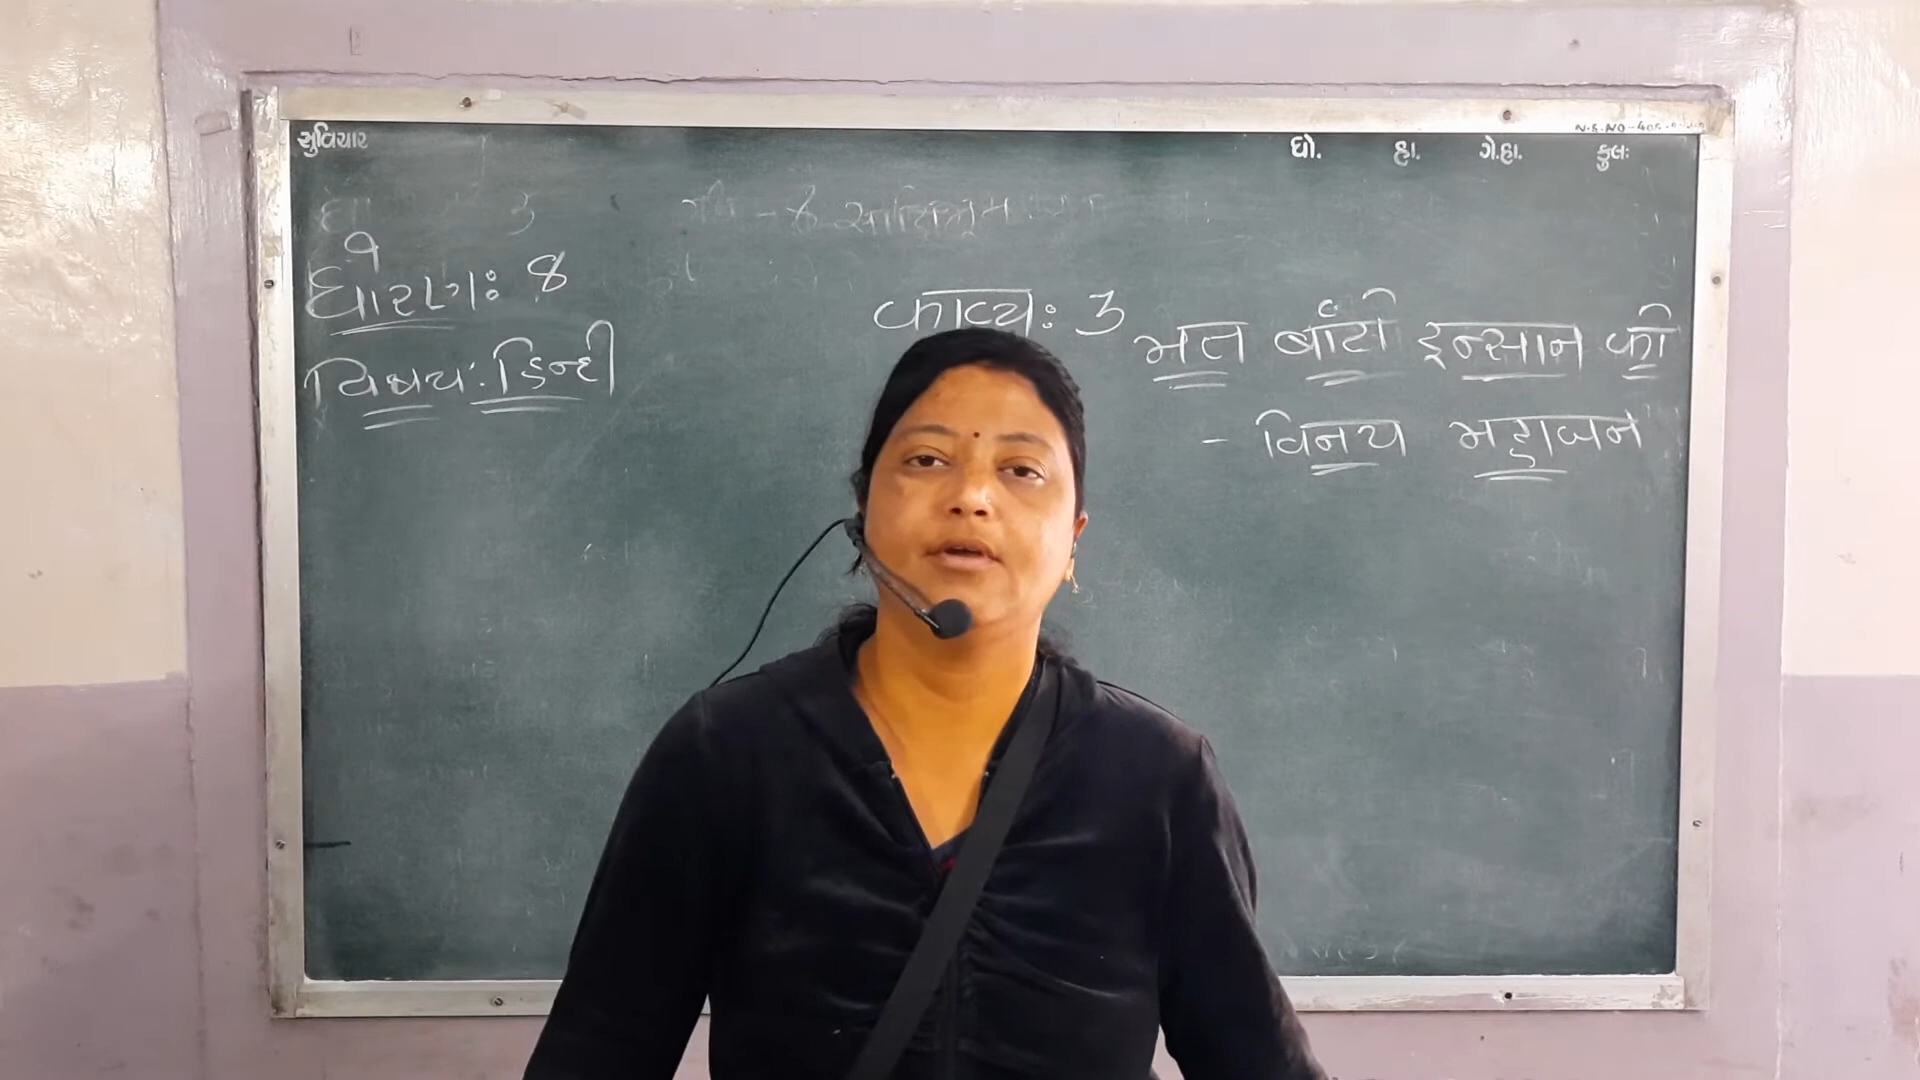 સુવિચાર
ધો. હા. ગે.હા. કુલઃ
ધોરણઃ 8
વિષયઃ હિન્દી
काव्यः 3
मत बाँटो इन्सान को
- विनय महाजन